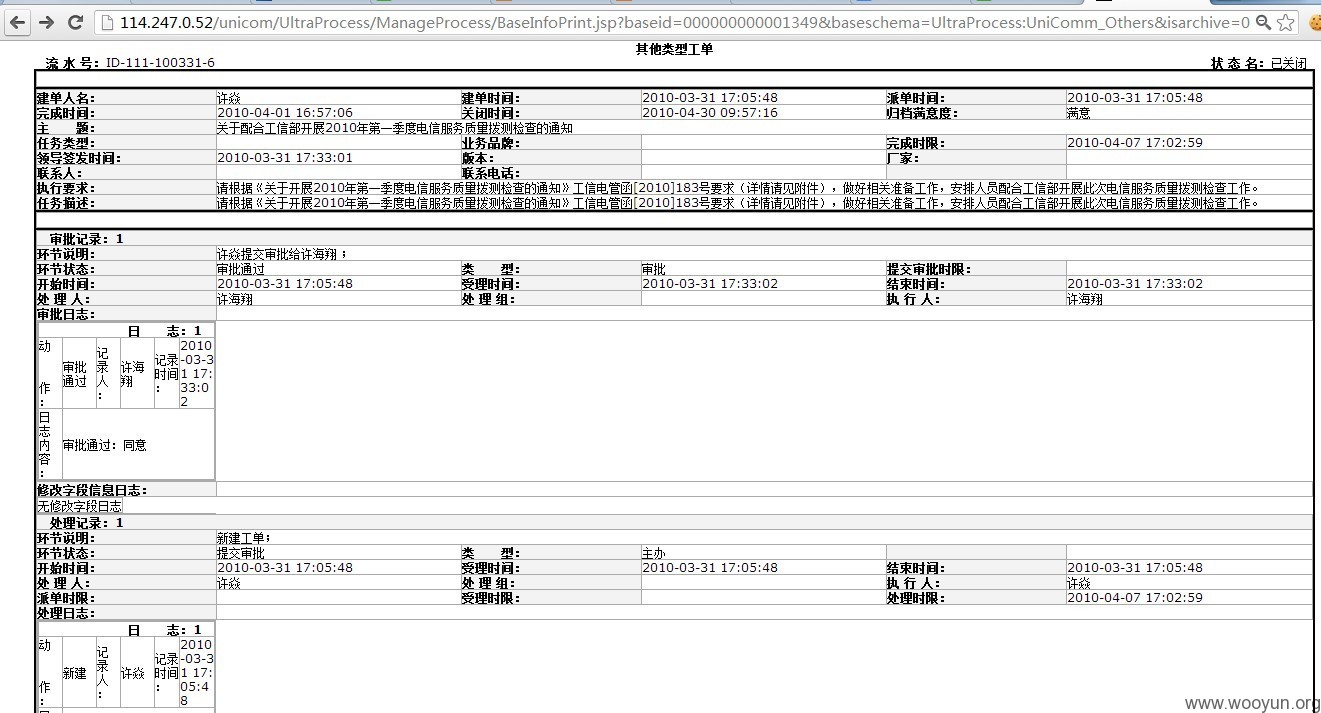 114.247.0.52/unicom/UltraProcess/ManageProcess/BaseInfoPrint.jsp?baseid=000000000001349&baseschema=UltraProcess:UniComm_Others&isarchive=0
其他类型工单
流 水 号: ID-111-100331-6 状 态 名: 已关闭
建单人名: 许焱 建单时间: 2010-03-31 17:05:48 派单时间: 2010-03-31 17:05:48
完成时间: 2010-04-01 16:57:06 关闭时间: 2010-04-30 09:57:16 归档满意度: 满意
主 题: 关于配合工信部开展2010年第一季度电信服务质量拨测检查的通知
任务类型: 业务品牌: 完成时限: 2010-04-07 17:02:59
领导签发时间: 2010-03-31 17:33:01 版本: 厂家:
联系人: 联系电话:
执行要求: 请根据《关于开展2010年第一季度电信服务质量拨测检查的通知》工信电管函[2010]183号要求（详情请见附件），做好相关准备工作，安排人员配合工信部开展此次电信服务质量拨测检查工作。
任务描述: 请根据《关于开展2010年第一季度电信服务质量拨测检查的通知》工信电管函[2010]183号要求（详情请见附件），做好相关准备工作，安排人员配合工信部开展此次电信服务质量拨测检查工作。
审批记录: 1
环节说明: 许焱提交审批给许海翔；
环节状态: 审批通过 类 型: 审批 提交审批时限:
开始时间: 2010-03-31 17:05:48 受理时间: 2010-03-31 17:33:02 结束时间: 2010-03-31 17:33:02
处 理 人: 许海翔 处 理 组: 执 行 人: 许海翔
审批日志:
日 志: 1
动 作: 审批通过 记录人: 许海翔 记录时间: 2010-03-31 17:33:02
日志内容: 审批通过: 同意
修改字段信息日志:
无修改字段日志
处理记录: 1
环节说明: 新建工单;
环节状态: 提交审批 类 型: 主办
开始时间: 2010-03-31 17:05:48 受理时间: 2010-03-31 17:05:48 结束时间: 2010-03-31 17:05:48
处 理 人: 许焱 处 理 组: 执 行 人: 许焱
派单时限: 受理时限: 处理时限: 2010-04-07 17:02:59
处理日志:
日 志: 1
动 作: 新建 记录人: 许焱 记录时间: 2010-03-31 17:05:48
www.wooyun.org